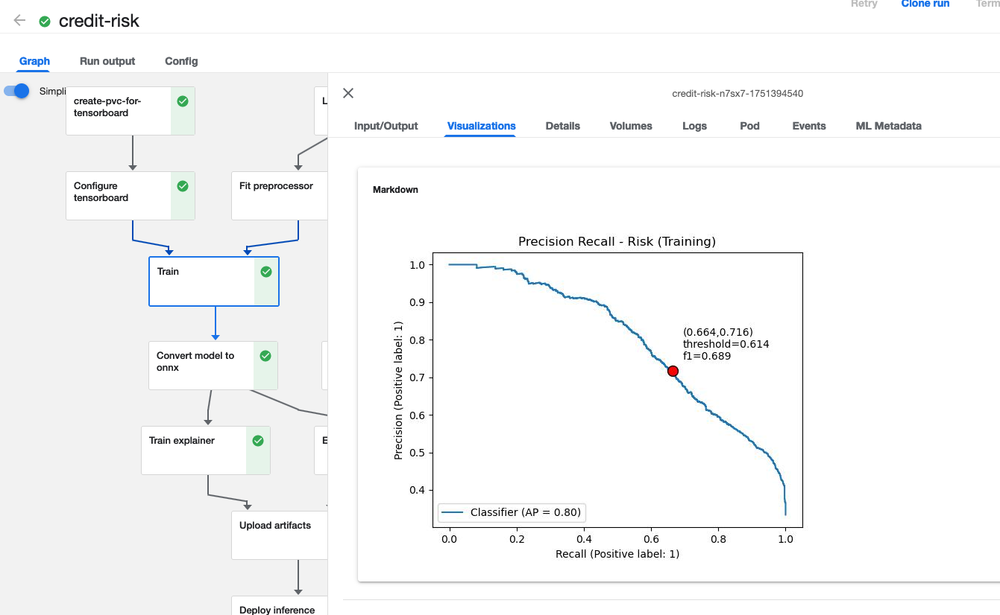 Retry
Clone run
Term
credit-risk
Graph
Run output
Config
Simpli
create-pvc-for-
tensorboard
L
Configure
tensorboard
Fit preprocessor
Train
Convert model to
onnx
Train explainer
E
Upload artifacts
Deploy inference
credit-risk-n7sx7-1751394540
Input/Output
Visualizations
Details
Volumes
Logs
Pod
Events
ML Metadata
Markdown
Precision Recall - Risk (Training)
Precision (Positive label: 1)
1.0
0.9
0.8
0.7
0.6
0.5
0.4
(0.664,0.716)
threshold=0.614
f1=0.689
Classifier (AP = 0.80)
0.0
0.2
0.4
0.6
0.8
1.0
Recall (Positive label: 1)